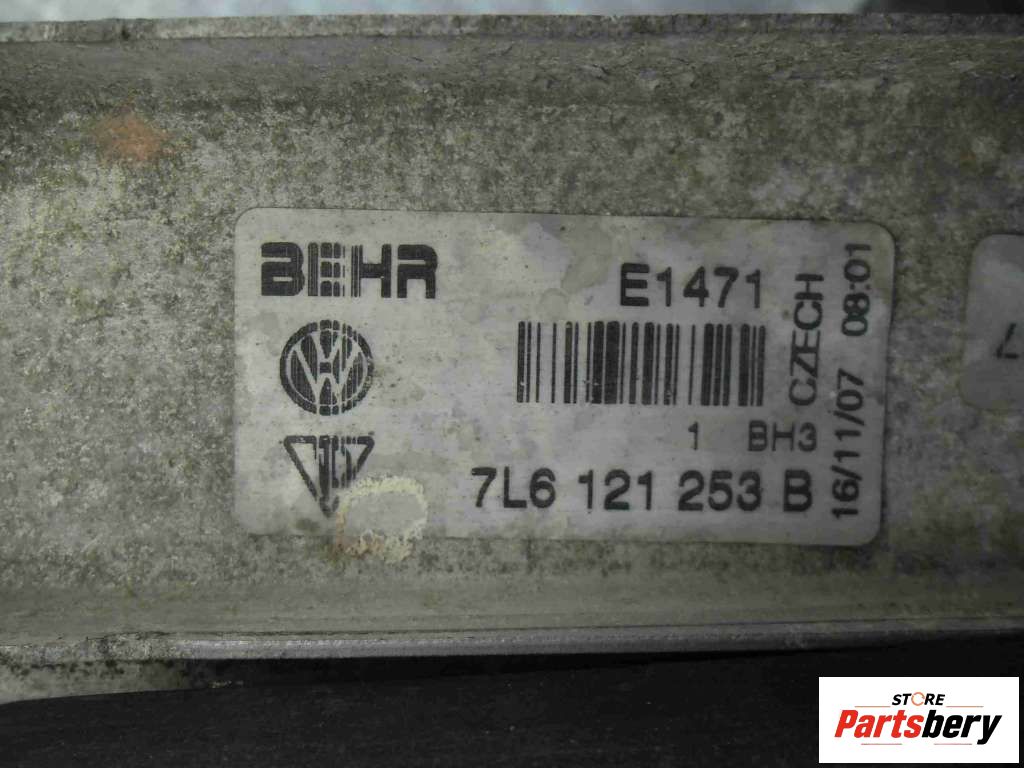 BEHR
E1471
CZECH
16/11/07 08:01
1 BH3
7L6 121 253 B
STORE
Partsbery